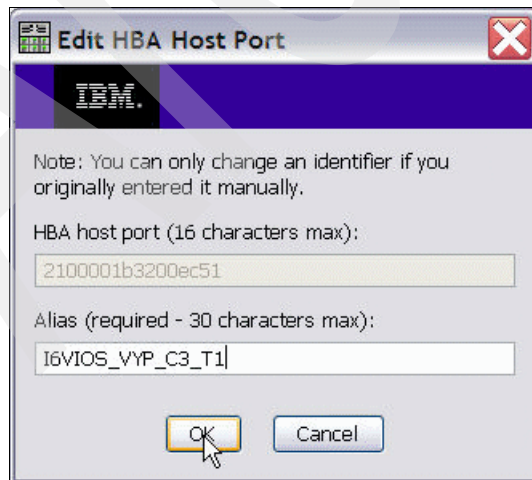 Edit HBA Host Port
IBM.
Note: You can only change an identifier if you
originally entered it manually.
HBA host port (16 characters max):
2100001b3200ec51
Alias (required - 30 characters max):
I6VIOS_VYP_C3_T1
OK
Cancel